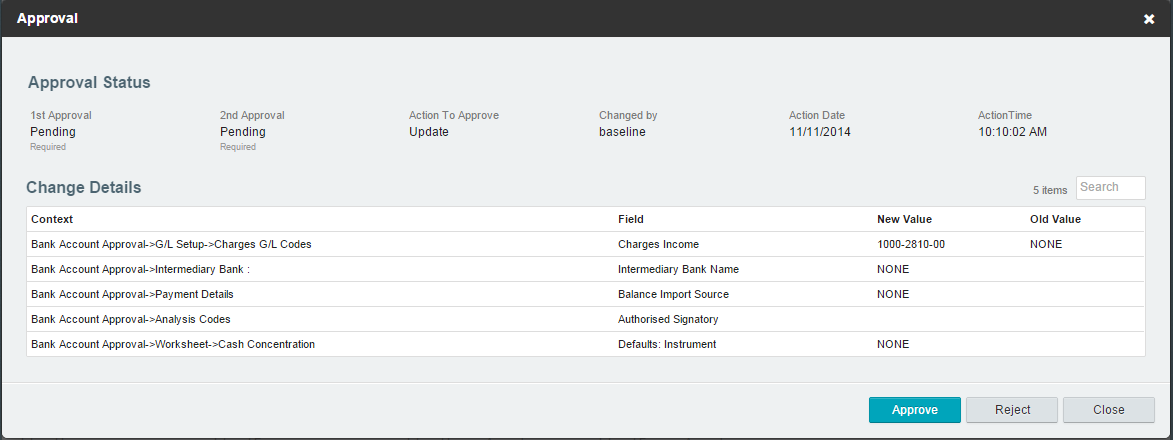 Approval
Approval Status
1st Approval 2nd Approval Action To Approve Changed by Action Date ActionTime
Pending Pending Update baseline 11/11/2014 10:10:02 AM
Required Required
Change Details 5 items Search
Context Field New Value Old Value
Bank Account Approval->G/L Setup->Charges G/L Codes Charges Income 1000-2810-00 NONE
Bank Account Approval->Intermediary Bank : Intermediary Bank Name NONE
Bank Account Approval->Payment Details Balance Import Source NONE
Bank Account Approval->Analysis Codes Authorised Signatory
Bank Account Approval->Worksheet->Cash Concentration Defaults: Instrument NONE
Approve Reject Close